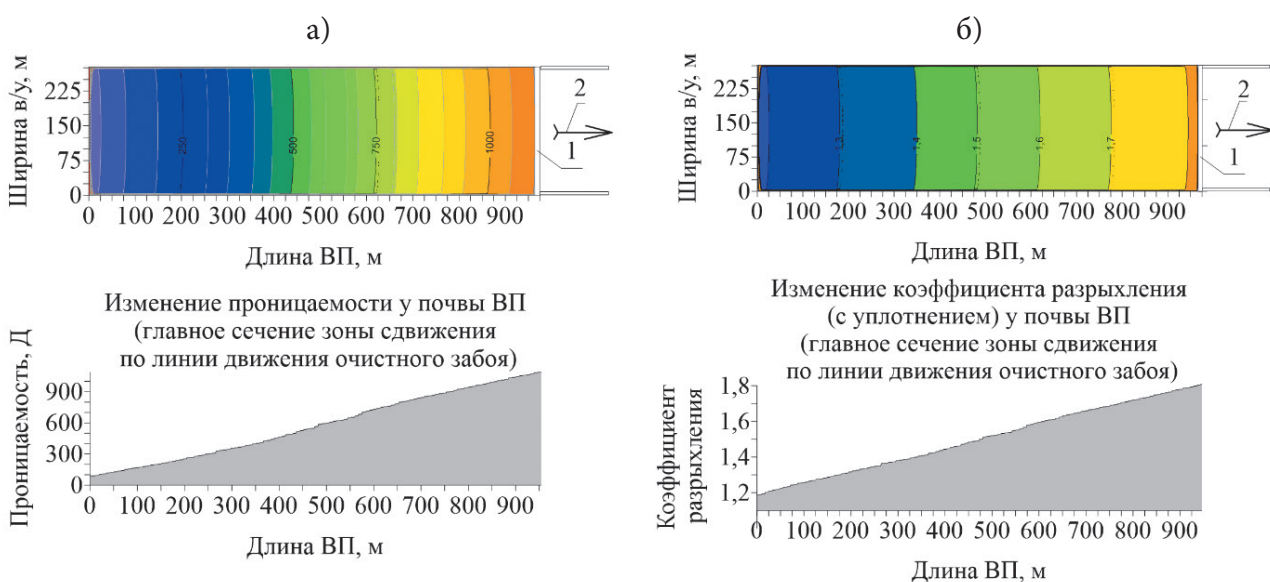 а)
Ширина в/у, м
225
150
75
0
250
500
750
1000
2
1
0 100 200 300 400 500 600 700 800 900
Длина ВП, м
Изменение проницаемости у почвы ВП
(главное сечение зоны сдвижения
по линии движения очистного забоя)
Проницаемость, Д
900
600
300
0
0 100 200 300 400 500 600 700 800 900
Длина ВП, м
б)
Ширина в/у, м
225
150
75
0
1,3
1,4
1,5
1,6
1,7
2
1
0 100 200 300 400 500 600 700 800 900
Длина ВП, м
Изменение коэффициента разрыхления
(с уплотнением) у почвы ВП
(главное сечение зоны сдвижения
по линии движения очистного забоя)
Коэффициент
разрыхления
1,8
1,6
1,4
1,2
0 100 200 300 400 500 600 700 800 900
Длина ВП, м